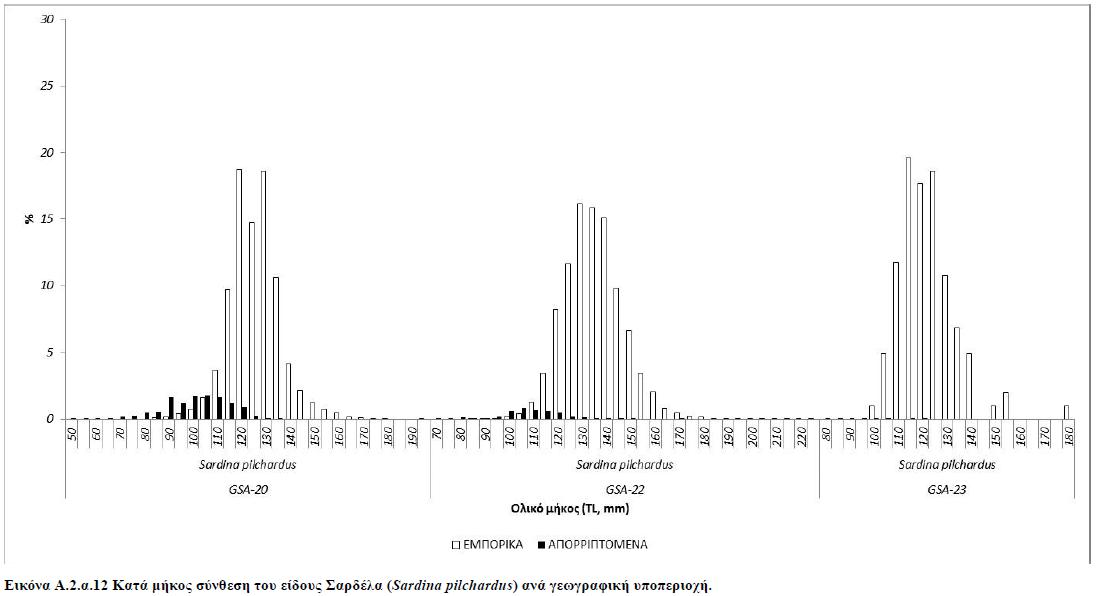 30
25
20
15
10
5
0
%
50 60 70 80 90 100 110 120 130 140 150 160 170 180 190 70 80 90 100 110 120 130 140 150 160 170 180 190 200 210 220 80 90 100 110 120 130 140 150 160 170 180
Sardina pilchardus Sardina pilchardus Sardina pilchardus
GSA-20 GSA-22 GSA-23
Ολικό μήκος (TL, mm)
ΕΜΠΟΡΙΚΑ ΑΠΟΡΡΙΠΤΟΜΕΝΑ
Εικόνα Α.2.α.12 Κατά μήκος σύνθεση του είδους Σαρδέλα (Sardina pilchardus) ανά γεωγραφική υποπεριοχή.